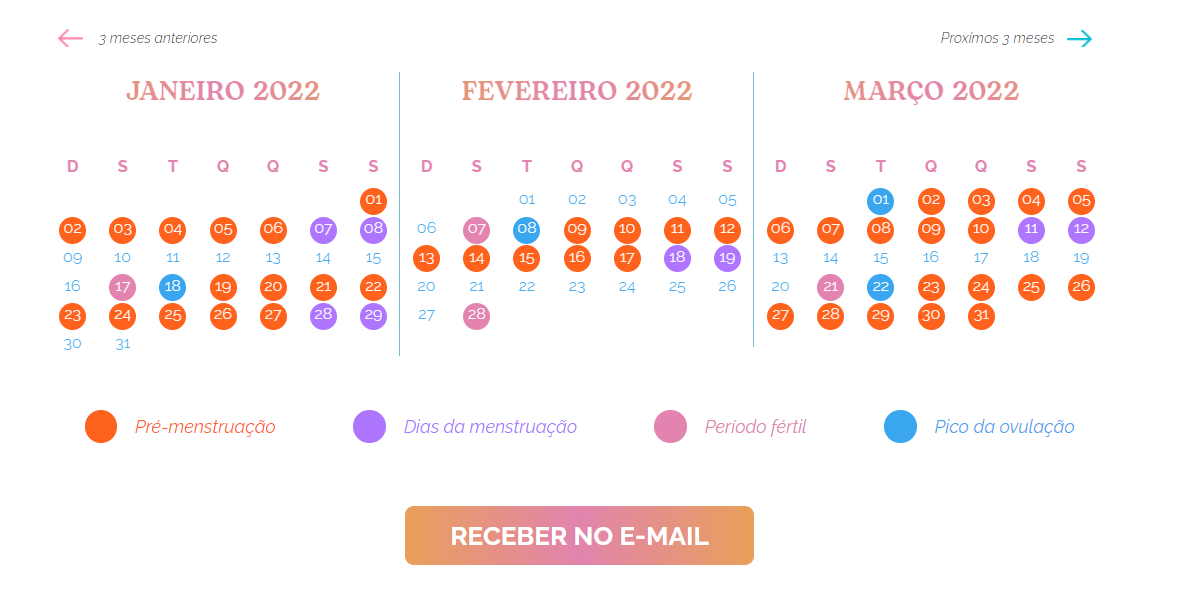 3 meses anteriores
Proxímos 3 meses
JANEIRO 2022
D S T Q Q S S
01
02 03 04 05 06 07 08
09 10 11 12 13 14 15
16 17 18 19 20 21 22
23 24 25 26 27 28 29
30 31
FEVEREIRO 2022
D S T Q Q S S
01 02 03 04 05
06 07 08 09 10 11 12
13 14 15 16 17 18 19
20 21 22 23 24 25 26
27 28
MARÇO 2022
D S T Q Q S S
01 02 03 04 05
06 07 08 09 10 11 12
13 14 15 16 17 18 19
20 21 22 23 24 25 26
27 28 29 30 31
Pré-menstruação
Dias da menstruação
Período fértil
Pico da ovulação
RECEBER NO E-MAIL